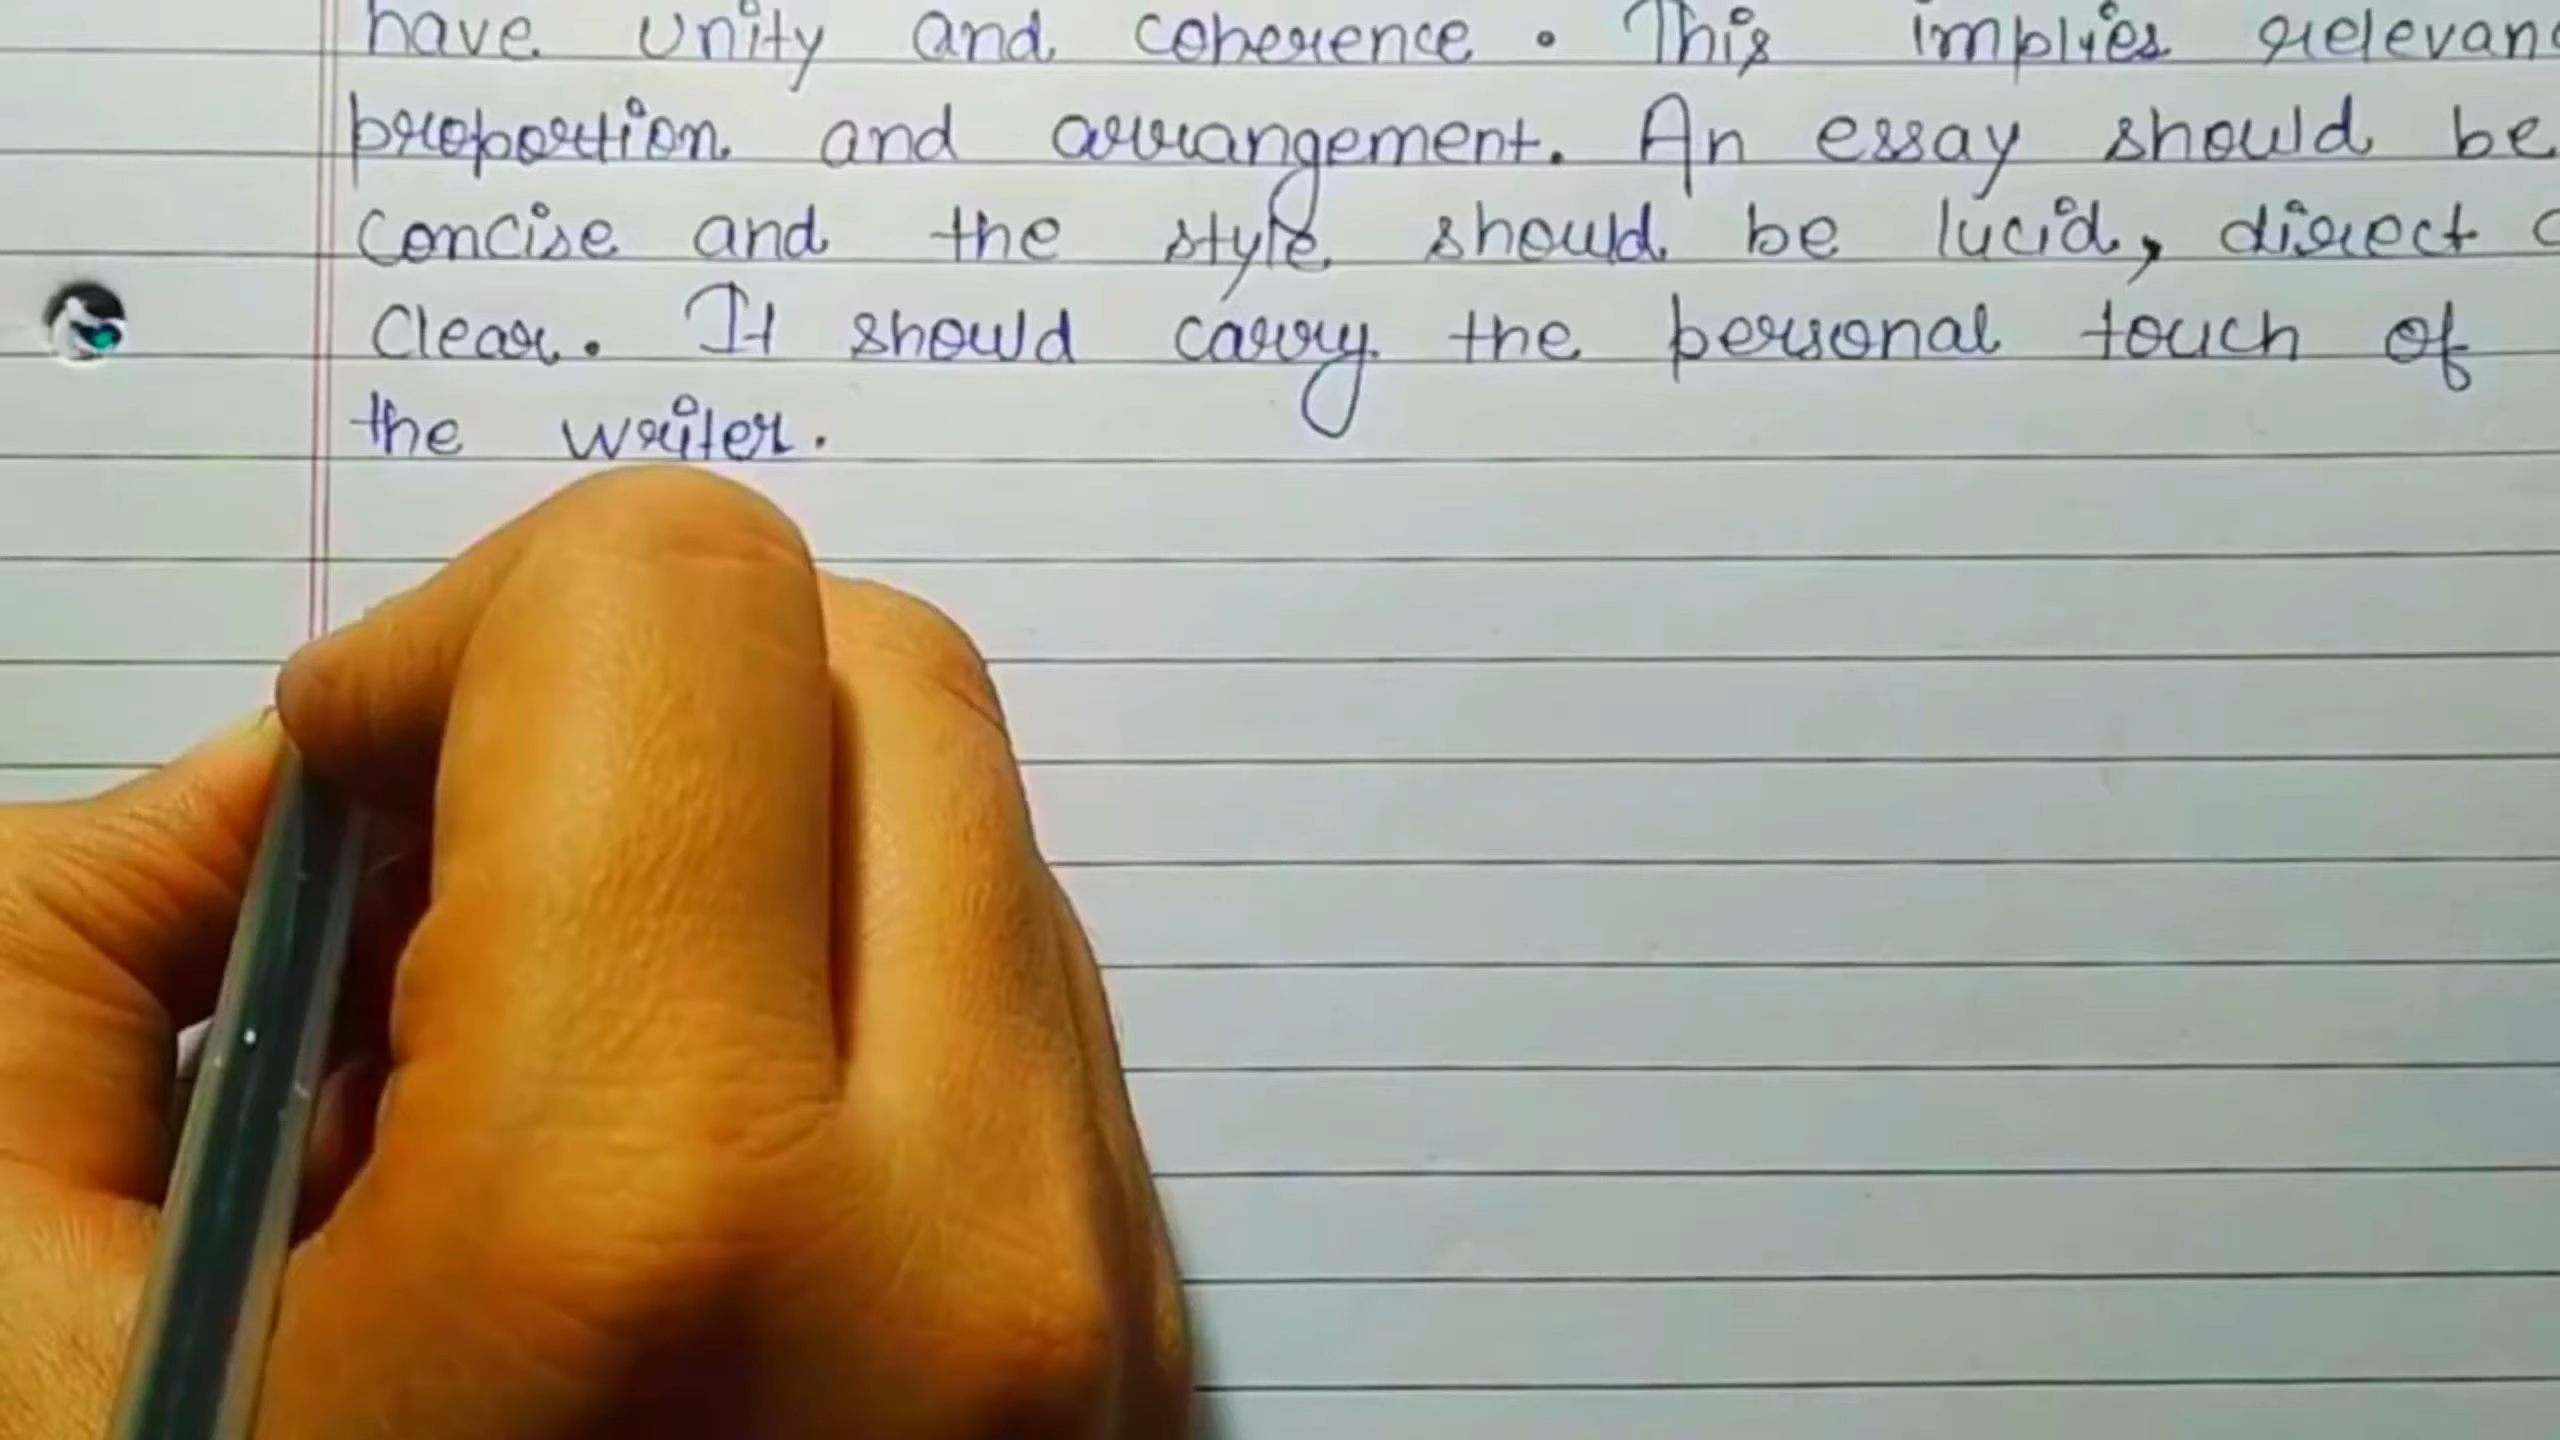 have unity and coherence. This implies
proportion and arrangement. An essay should be
concise and the style should be lucid, direct
clear. It should carry the personal touch of
the writer.